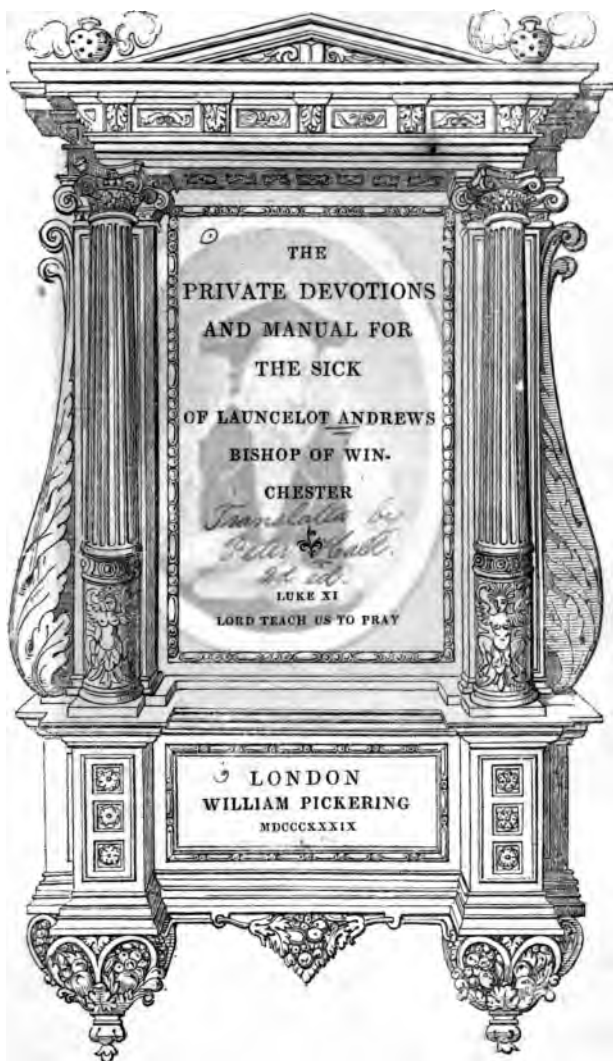 THE
PRIVATE DEVOTIONS
AND MANUAL FOR
THE SICK
OF LAUNCELOT ANDREWS
BISHOP OF WIN-
CHESTER
Translated by
Peter Hall.
2d ed.
LUKE XI
LORD TEACH US TO PRAY
LONDON
WILLIAM PICKERING
MDCCCXXXIX